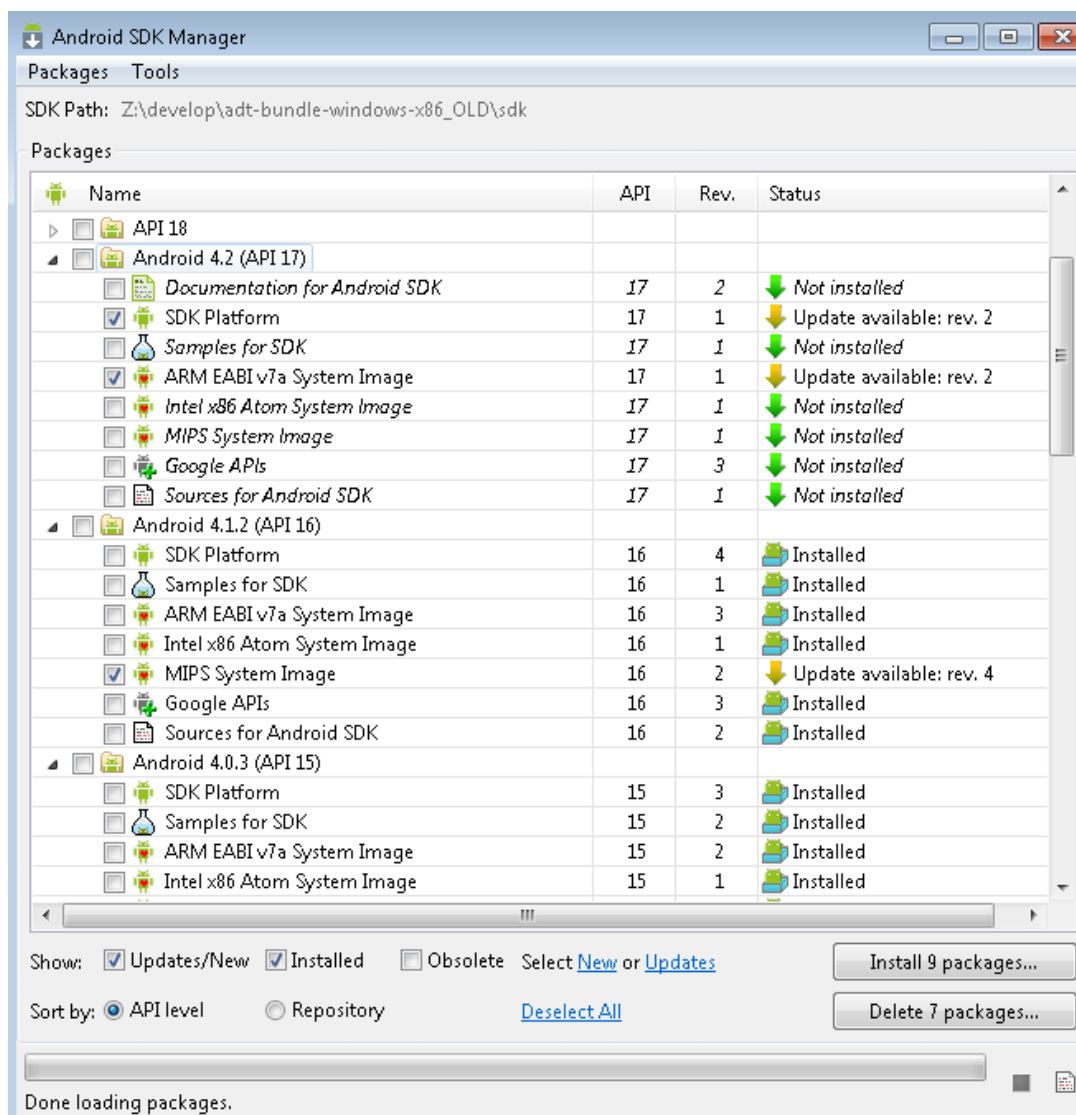 Android SDK Manager
Packages Tools
SDK Path: Z:\develop\adt-bundle-windows-x86_OLD\sdk
Packages
Name API Rev. Status
API 18
Android 4.2 (API 17)
Documentation for Android SDK 17 2 Not installed
SDK Platform 17 1 Update available: rev. 2
Samples for SDK 17 1 Not installed
ARM EABI v7a System Image 17 1 Update available: rev. 2
Intel x86 Atom System Image 17 1 Not installed
MIPS System Image 17 1 Not installed
Google APIs 17 3 Not installed
Sources for Android SDK 17 1 Not installed
Android 4.1.2 (API 16)
SDK Platform 16 4 Installed
Samples for SDK 16 1 Installed
ARM EABI v7a System Image 16 3 Installed
Intel x86 Atom System Image 16 1 Installed
MIPS System Image 16 2 Update available: rev. 4
Google APIs 16 3 Installed
Sources for Android SDK 16 2 Installed
Android 4.0.3 (API 15)
SDK Platform 15 3 Installed
Samples for SDK 15 2 Installed
ARM EABI v7a System Image 15 2 Installed
Intel x86 Atom System Image 15 1 Installed
Show: Updates/New Installed Obsolete Select New or Updates Install 9 packages...
Sort by: API level Repository Deselect All Delete 7 packages...
Done loading packages.